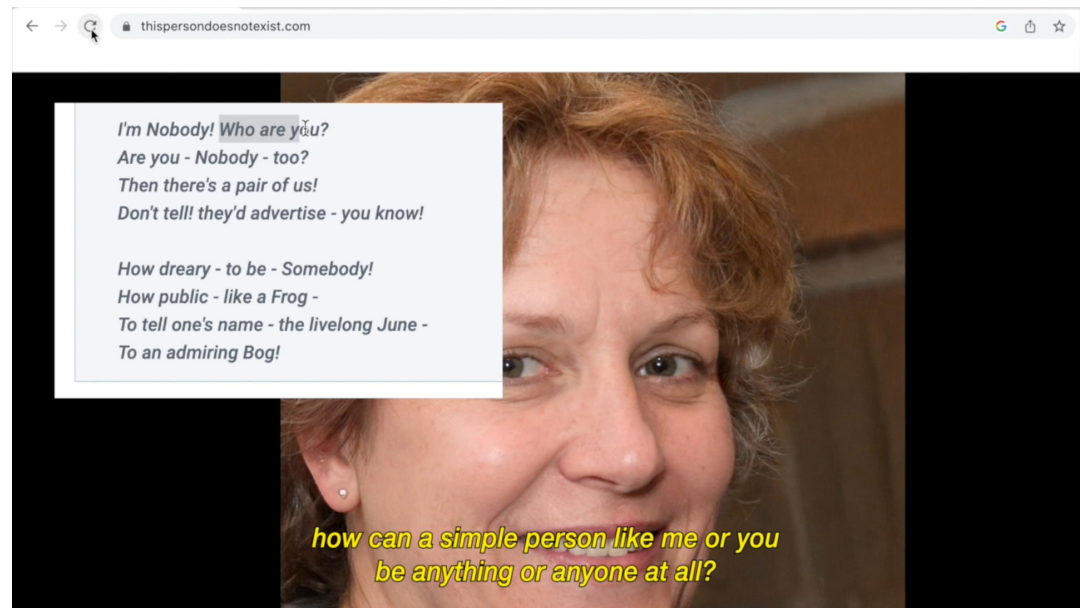 thispersondoesnotexist.com
I'm Nobody! Who are you?
Are you - Nobody - too?
Then there's a pair of us!
Don't tell! they'd advertise - you know!
How dreary - to be - Somebody!
How public - like a Frog -
To tell one's name - the livelong June -
To an admiring Bog!
how can a simple person like me or you
be anything or anyone at all?